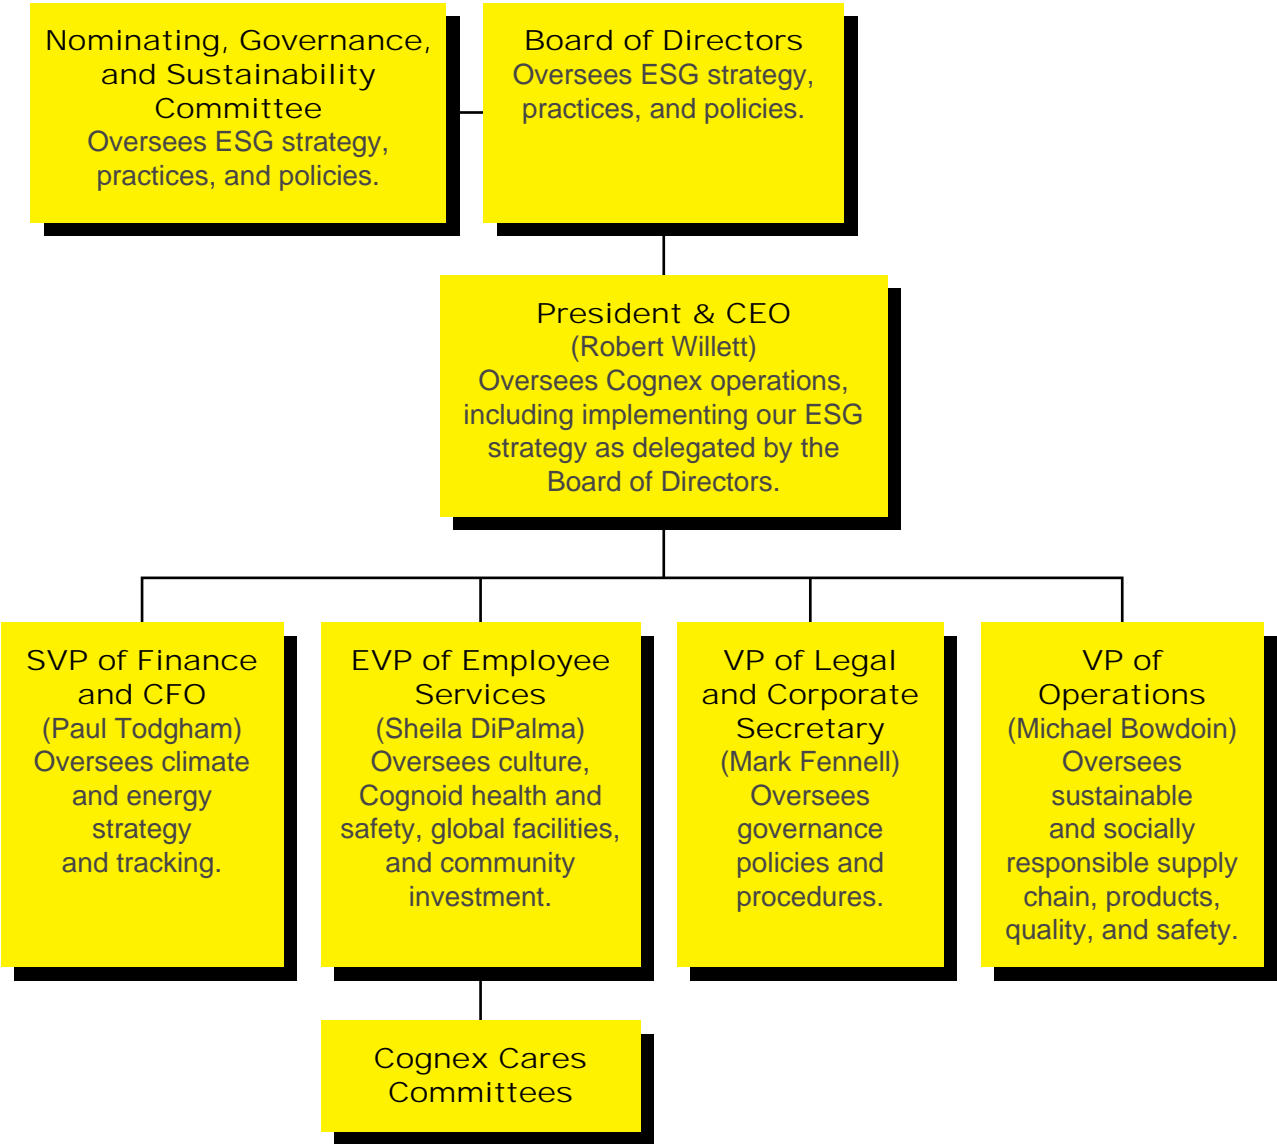 Nominating, Governance,
and Sustainability
Committee
Oversees ESG strategy,
practices, and policies.
Board of Directors
Oversees ESG strategy,
practices, and policies.
President & CEO
(Robert Willett)
Oversees Cognex operations,
including implementing our ESG
strategy as delegated by the
Board of Directors.
SVP of Finance
and CFO
(Paul Todgham)
Oversees climate
and energy
strategy
and tracking.
EVP of Employee
Services
(Sheila DiPalma)
Oversees culture,
Cognoid health and
safety, global facilities,
and community
investment.
VP of Legal
and Corporate
Secretary
(Mark Fennell)
Oversees
governance
policies and
procedures.
VP of
Operations
(Michael Bowdoin)
Oversees
sustainable
and socially
responsible supply
chain, products,
quality, and safety.
Cognex Cares
Committees